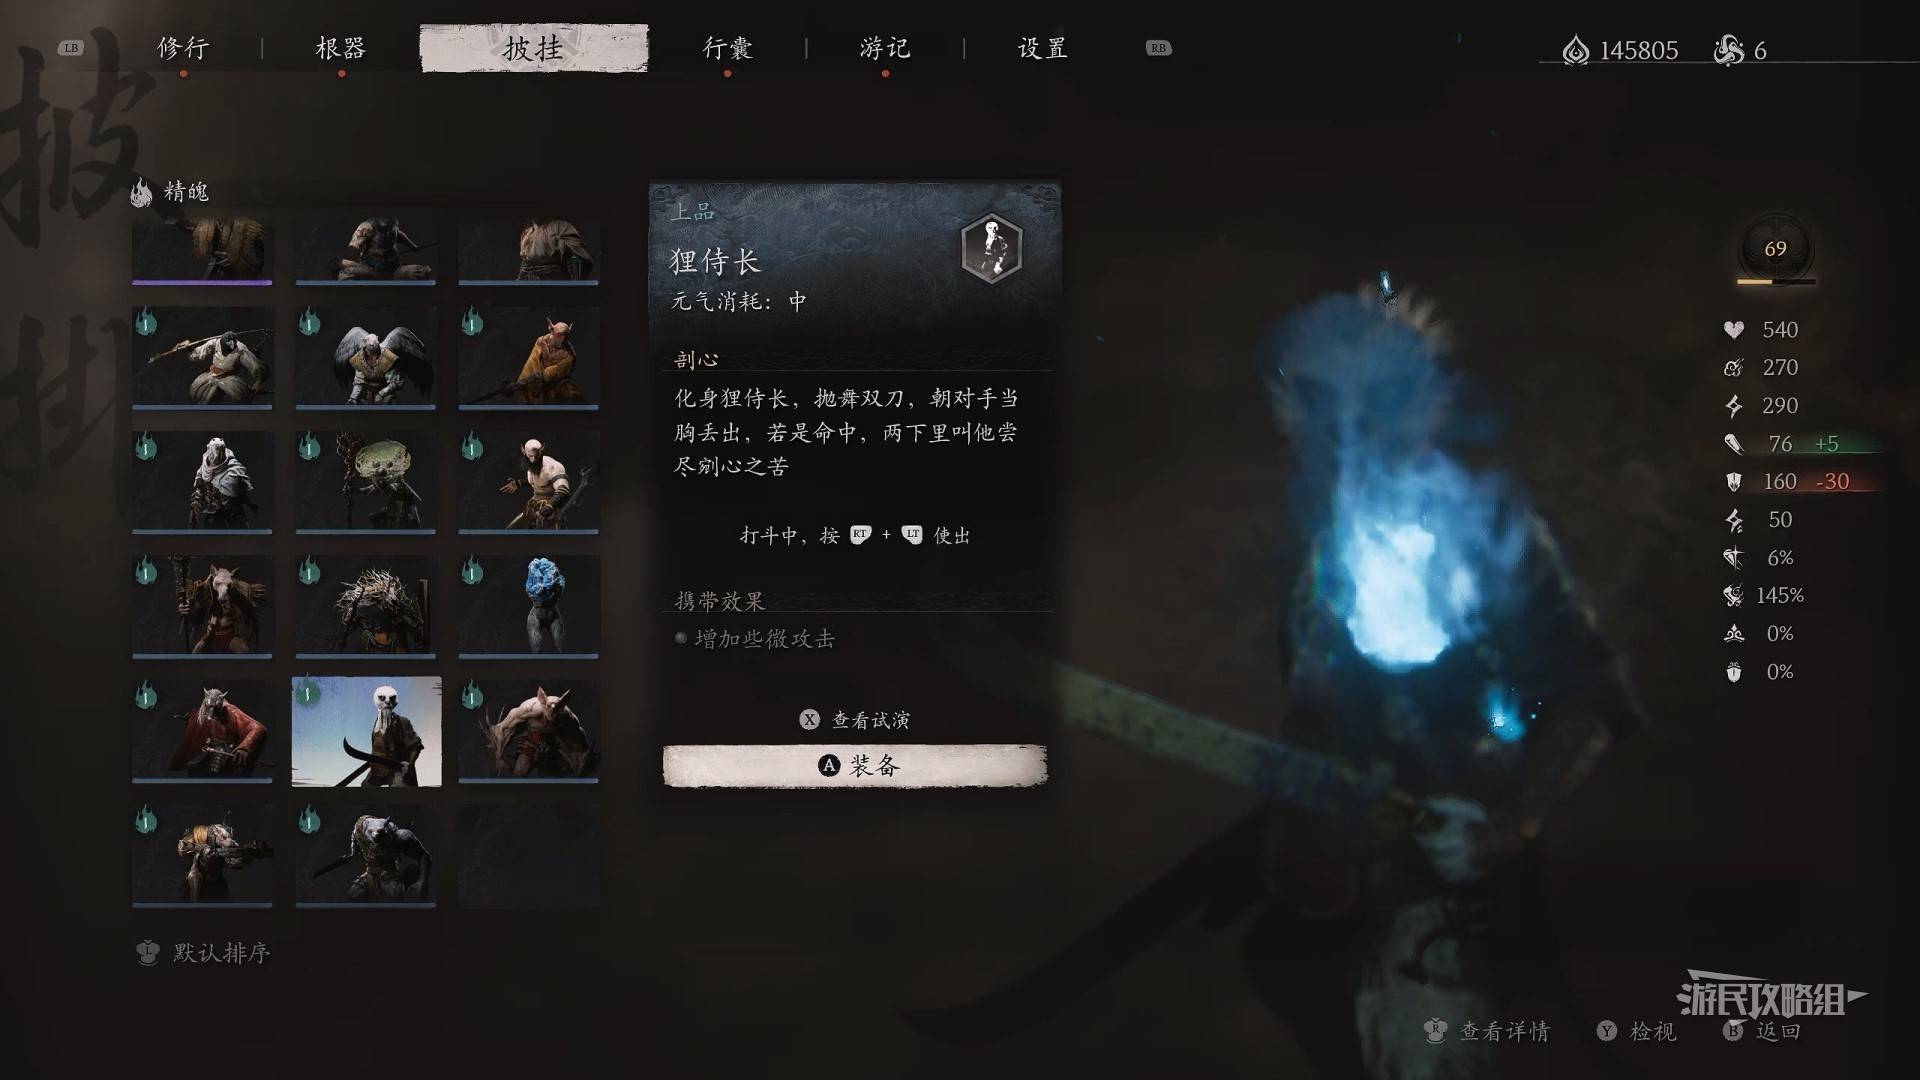 LB 修行 根器 披挂 行囊 游记 设置 RB 145805 6
披挂
精魄
上品
狸侍长
元气消耗：中
剖心
化身狸侍长，抛舞双刀，朝对手当
胸丢出，若是命中，两下里叫他尝
尽剜心之苦
打斗中，按 RT + LT 使出
携带效果
增加些微攻击
X 查看试演
A 装备
69
540
270
290
76 +5
160 -30
50
6%
145%
0%
0%
L 默认排序
游民攻略组
R 查看详情 Y 检视 B 返回